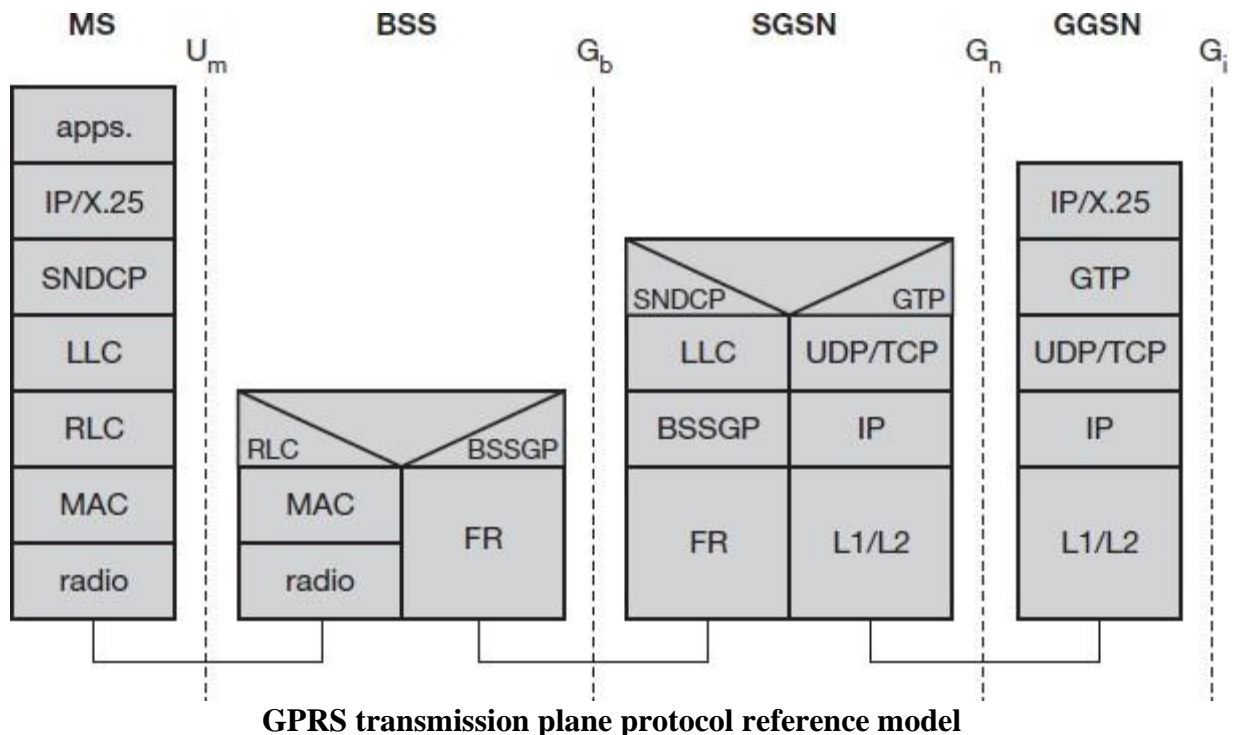 MS BSS SGSN GGSN
Um Gb Gn Gi
apps.
IP/X.25 IP/X.25
SNDCP SNDCP GTP GTP
LLC LLC UDP/TCP UDP/TCP
RLC RLC BSSGP BSSGP IP IP
MAC MAC FR FR L1/L2 L1/L2
radio radio
GPRS transmission plane protocol reference model